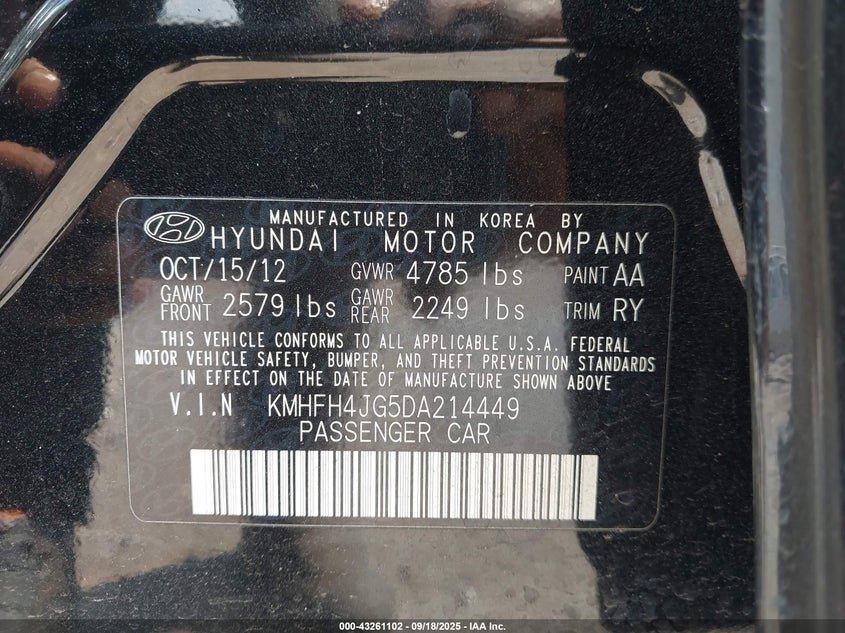 MANUFACTURED IN KOREA BY
HYUNDAI MOTOR COMPANY
OCT/15/12 GVWR 4785 lbs PAINT AA
GAWR FRONT 2579 lbs GAWR REAR 2249 lbs TRIM RY
THIS VEHICLE CONFORMS TO ALL APPLICABLE U.S.A. FEDERAL
MOTOR VEHICLE SAFETY, BUMPER, AND THEFT PREVENTION STANDARDS
IN EFFECT ON THE DATE OF MANUFACTURE SHOWN ABOVE
V.I.N KMHFH4JG5DA214449
PASSENGER CAR
000-43261102 - 09/18/2025 - IAA Inc.